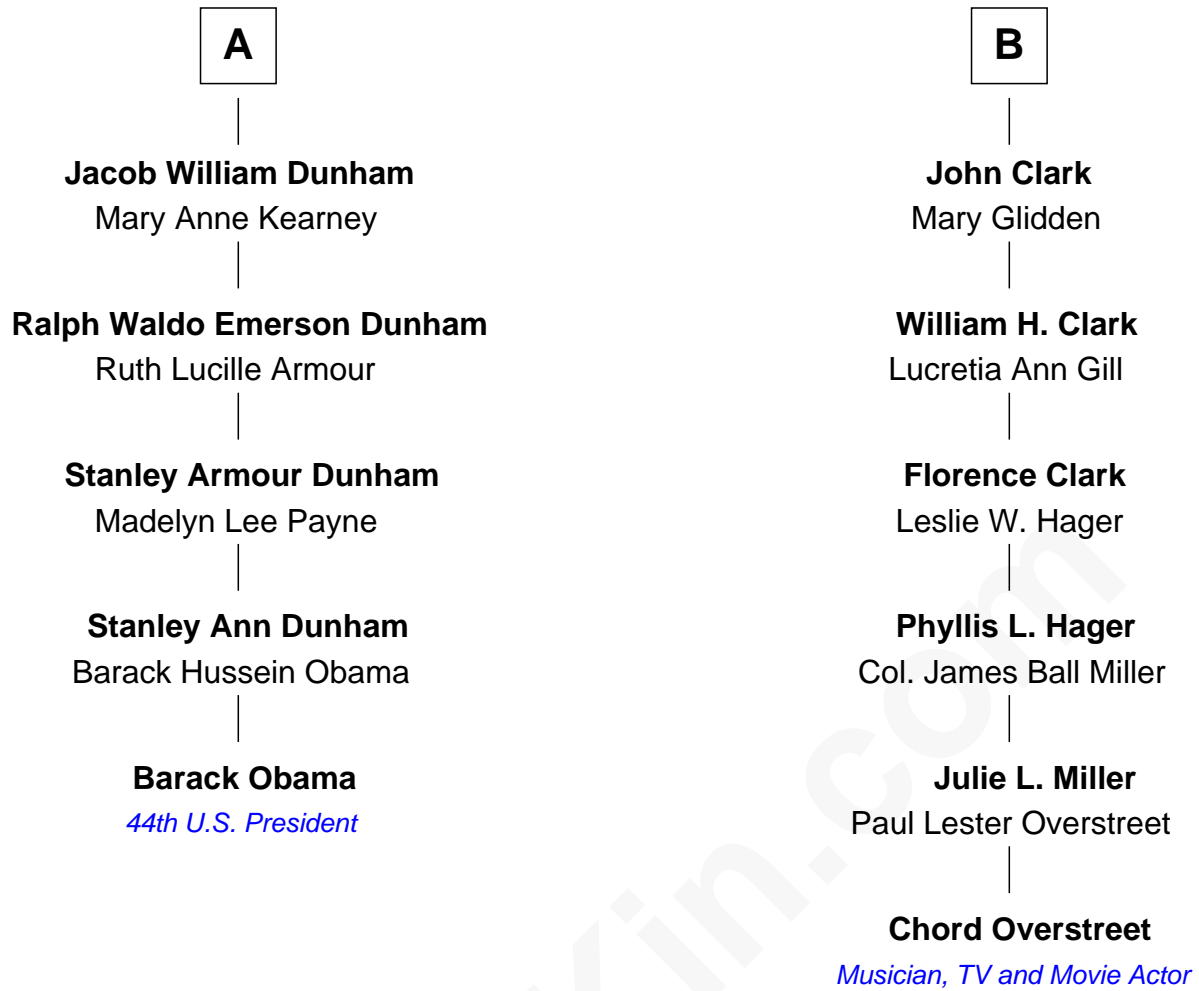 A
Jacob William Dunham
Mary Anne Kearney
Ralph Waldo Emerson Dunham
Ruth Lucille Armour
Stanley Armour Dunham
Madelyn Lee Payne
Stanley Ann Dunham
Barack Hussein Obama
Barack Obama
44th U.S. President
B
John Clark
Mary Glidden
William H. Clark
Lucretia Ann Gill
Florence Clark
Leslie W. Hager
Phyllis L. Hager
Col. James Ball Miller
Julie L. Miller
Paul Lester Overstreet
Chord Overstreet
Musician, TV and Movie Actor
Kin.com